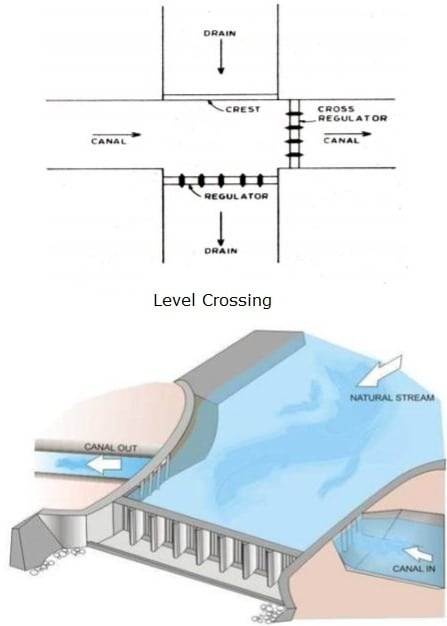 DRAIN
CREST
CROSS
REGULATOR
CANAL
CANAL
REGULATOR
DRAIN
Level Crossing
NATURAL STREAM
CANAL OUT
CANAL IN